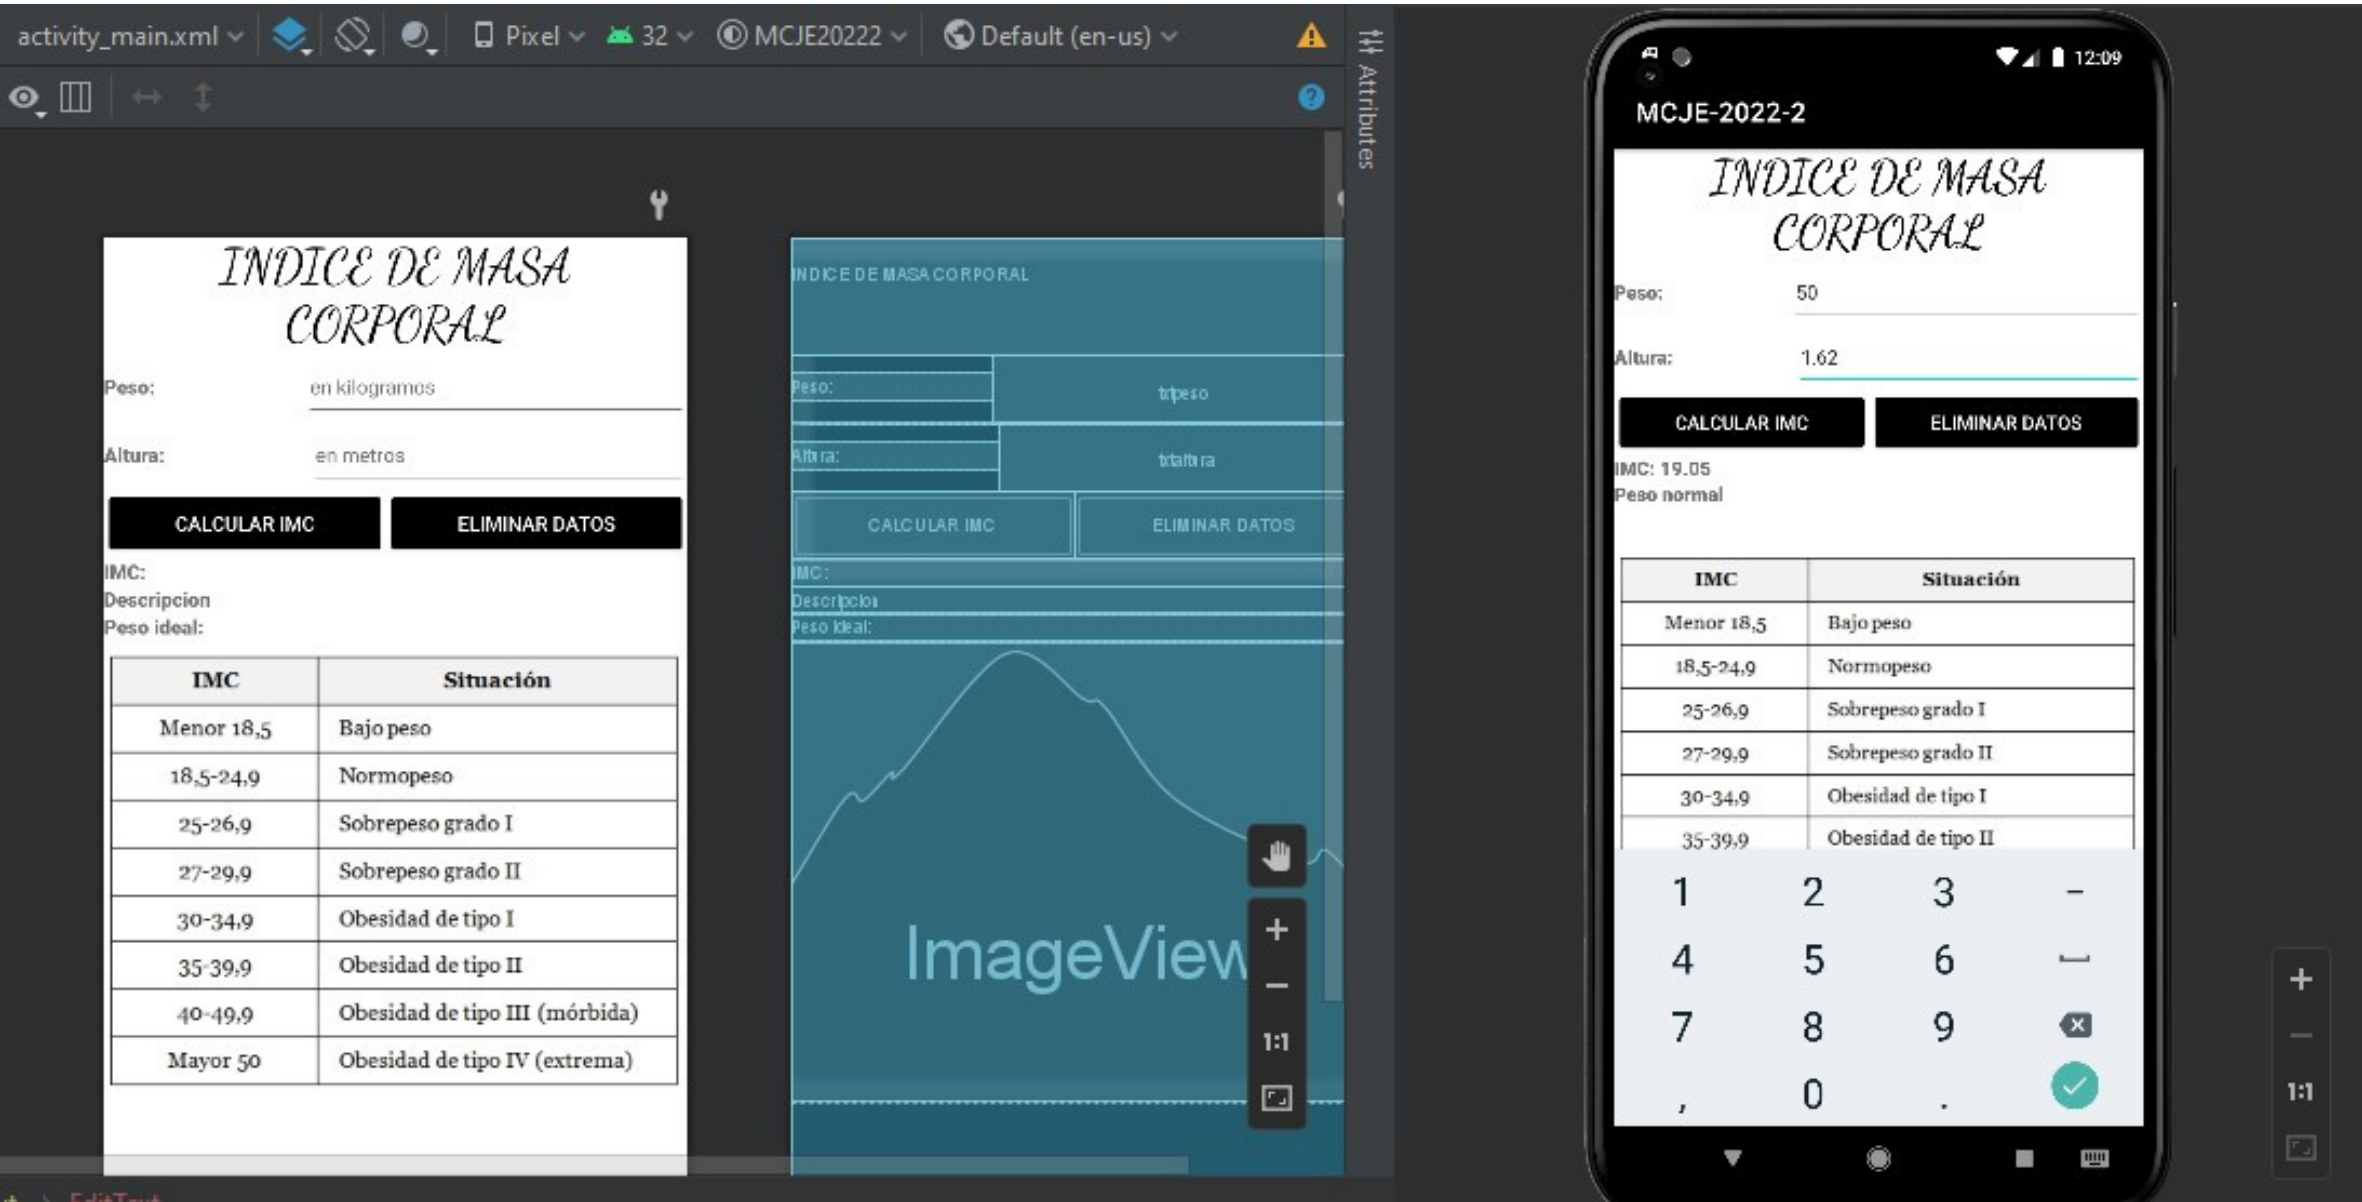 activity_main.xml Pixel 32 MCJE20222 Default (en-us)
Attributes
INDICE DE MASA
CORPORAL
Peso: en kilogramos
Altura: en metros
CALCULAR IMC ELIMINAR DATOS
IMC:
Descripcion
Peso ideal:
IMC Situación
Menor 18,5 Bajo peso
18,5-24,9 Normopeso
25-26,9 Sobrepeso grado I
27-29,9 Sobrepeso grado II
30-34,9 Obesidad de tipo I
35-39,9 Obesidad de tipo II
40-49,9 Obesidad de tipo III (mórbida)
Mayor 50 Obesidad de tipo IV (extrema)
INDICE DE MASA CORPORAL
Peso: txtpeso
Altura: txtaltura
CALCULAR IMC ELIMINAR DATOS
IMC:
Descripcion
Peso Ideal:
ImageView
1:1
EditText
12:09
MCJE-2022-2
INDICE DE MASA
CORPORAL
Peso: 50
Altura: 1.62
CALCULAR IMC ELIMINAR DATOS
IMC: 19.05
Peso normal
IMC Situación
Menor 18,5 Bajo peso
18,5-24,9 Normopeso
25-26,9 Sobrepeso grado I
27-29,9 Sobrepeso grado II
30-34,9 Obesidad de tipo I
35-39,9 Obesidad de tipo II
1 2 3 -
4 5 6
7 8 9
, 0 .
1:1